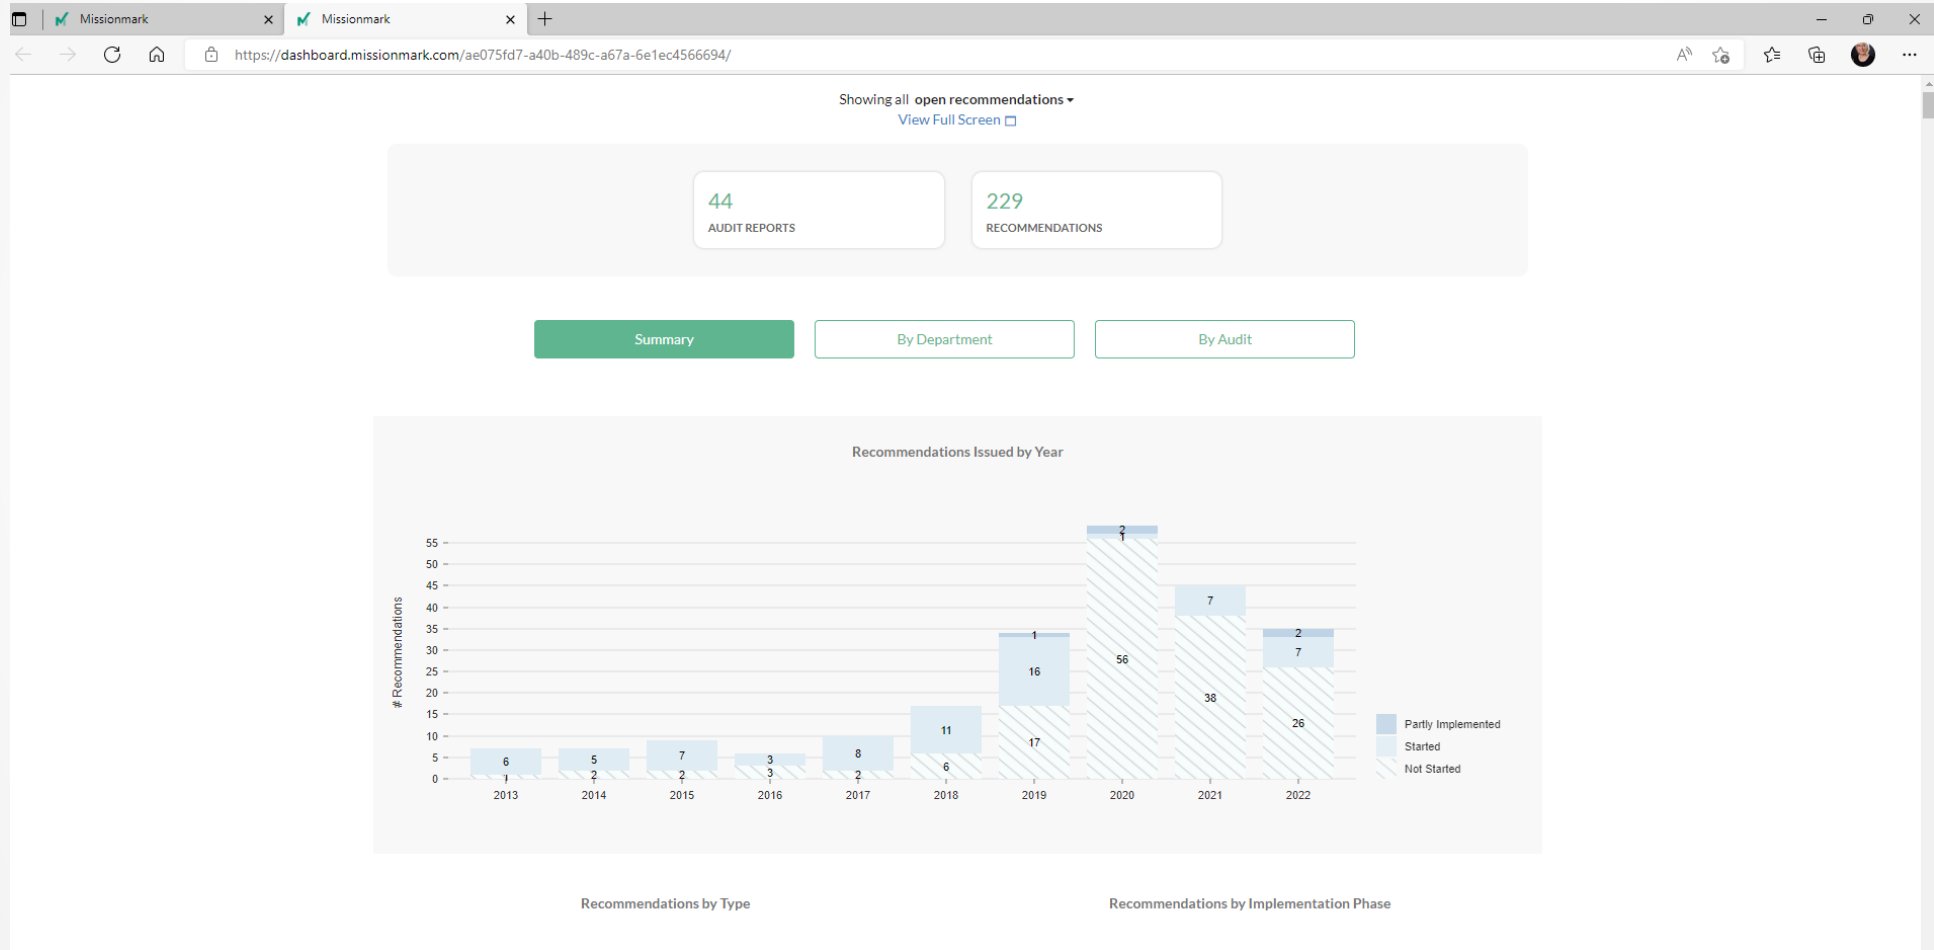 Missionmark
Missionmark
https://dashboard.missionmark.com/ae075fd7-a40b-489c-a67a-6e1ec4566694/
Showing all open recommendations
View Full Screen
44
AUDIT REPORTS
229
RECOMMENDATIONS
Summary
By Department
By Audit
Recommendations Issued by Year
# Recommendations
55
50
45
40
35
30
25
20
15
10
5
0
6
1
5
2
7
2
3
3
8
2
11
6
1
16
17
2
1
56
7
38
2
7
26
2013
2014
2015
2016
2017
2018
2019
2020
2021
2022
Partly Implemented
Started
Not Started
Recommendations by Type
Recommendations by Implementation Phase